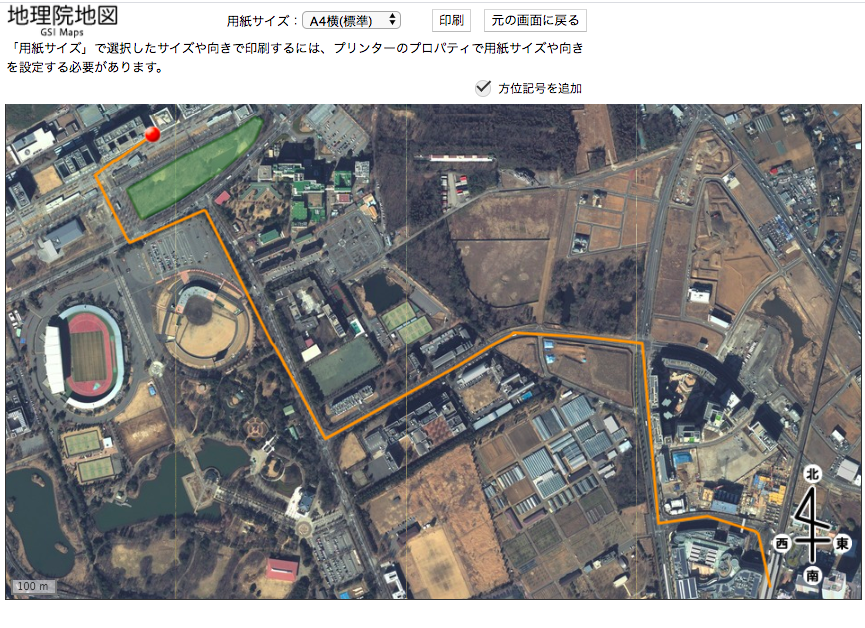 地理院地図
GSI Maps
用紙サイズ： A4横(標準) 印刷 元の画面に戻る
「用紙サイズ」で選択したサイズや向きで印刷するには、プリンターのプロパティで用紙サイズや向き
を設定する必要があります。
方位記号を追加
北
西 東
南
100 m